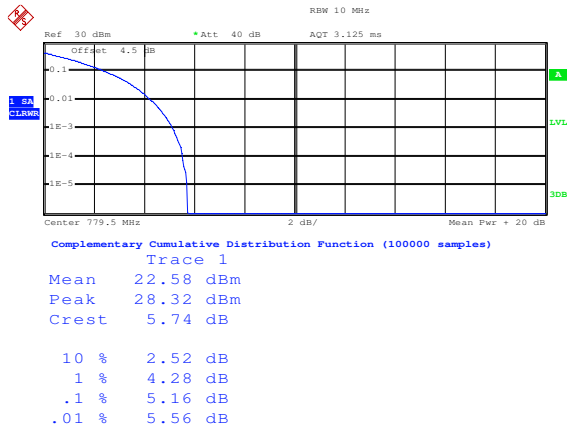 RBW 10 MHz
Ref 30 dBm *Att 40 dB AQT 3.125 ms
Offset 4.5 dB
0.1
A
1 SA
CLRWR
0.01
LVL
1E-3
1E-4
1E-5
3DB
Center 779.5 MHz 2 dB/ Mean Pwr + 20 dB
Complementary Cumulative Distribution Function (100000 samples)
Trace 1
Mean 22.58 dBm
Peak 28.32 dBm
Crest 5.74 dB
10 % 2.52 dB
1 % 4.28 dB
.1 % 5.16 dB
.01 % 5.56 dB